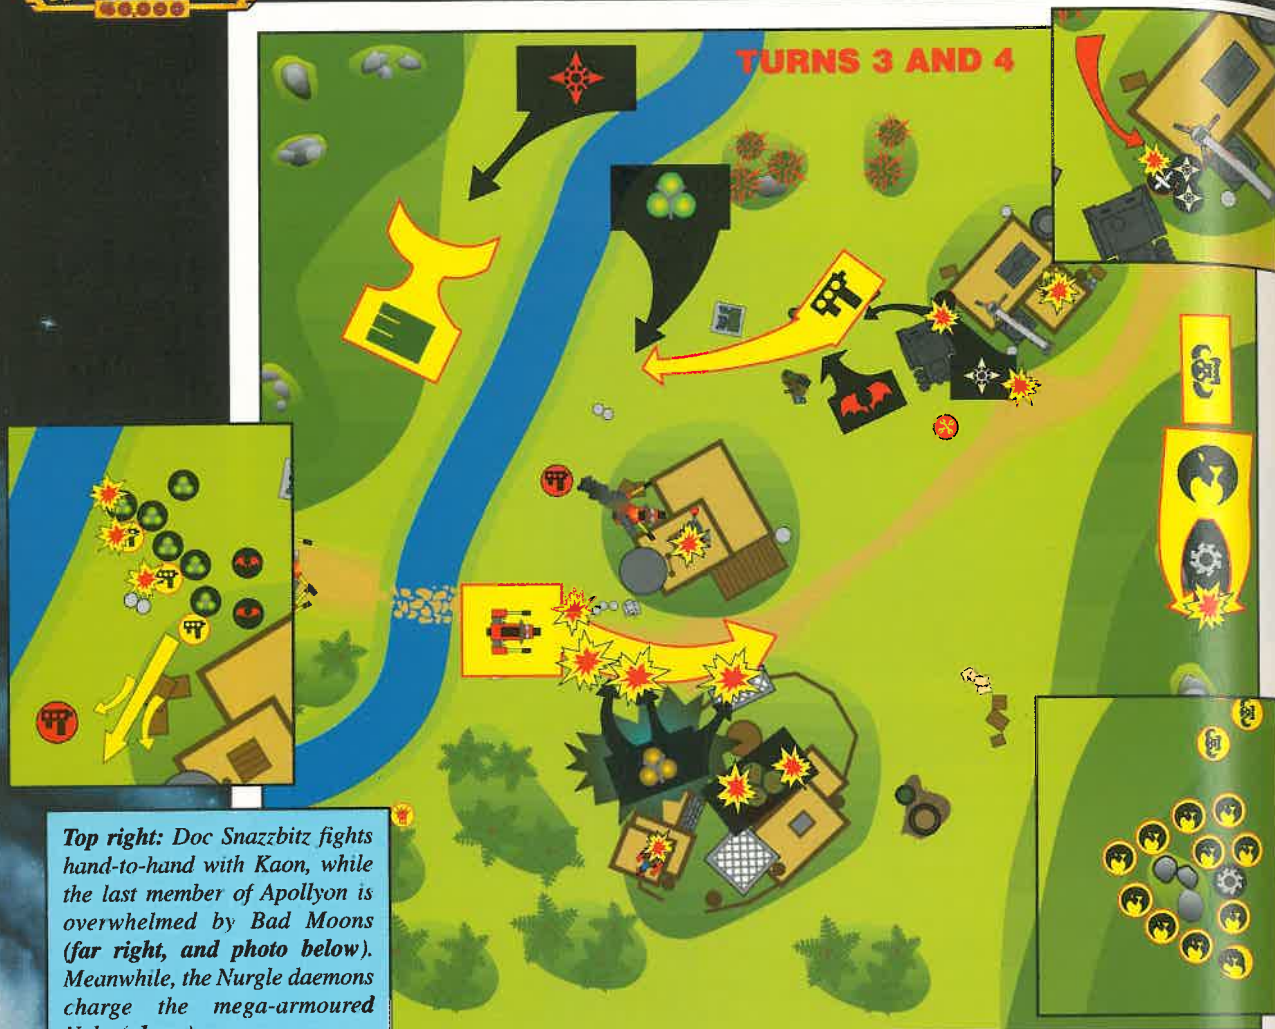 40,000
TURNS 3 AND 4
Top right: Doc Snazzbitz fights
hand-to-hand with Kaon, while
the last member of Apollyon is
overwhelmed by Bad Moons
(far right, and photo below).
Meanwhile, the Nurgle daemons
charge the mega-armoured